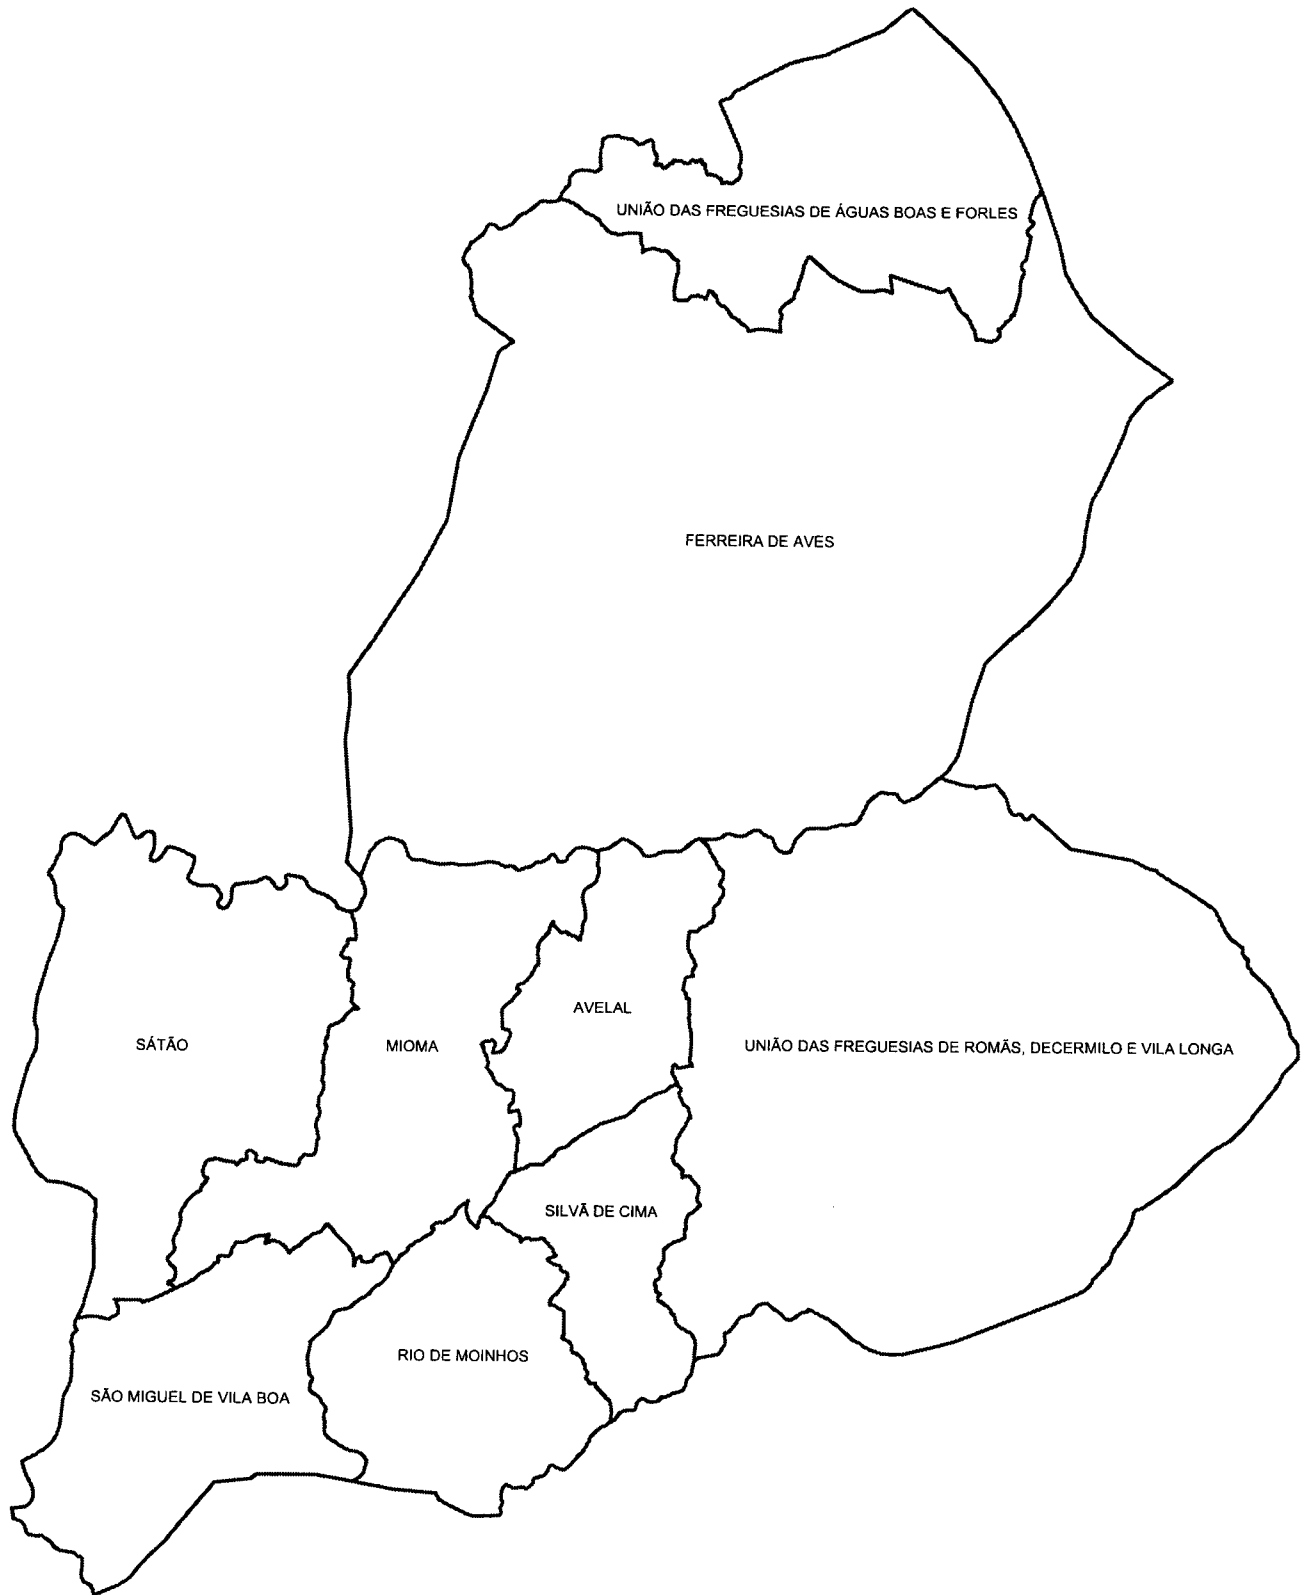 UNIÃO DAS FREGUESIAS DE ÁGUAS BOAS E FORLES
FERREIRA DE AVES
AVELAL
SÁTÃO
MIOMA
UNIÃO DAS FREGUESIAS DE ROMÃS, DECERMILO E VILA LONGA
SILVÃ DE CIMA
RIO DE MOINHOS
SÃO MIGUEL DE VILA BOA